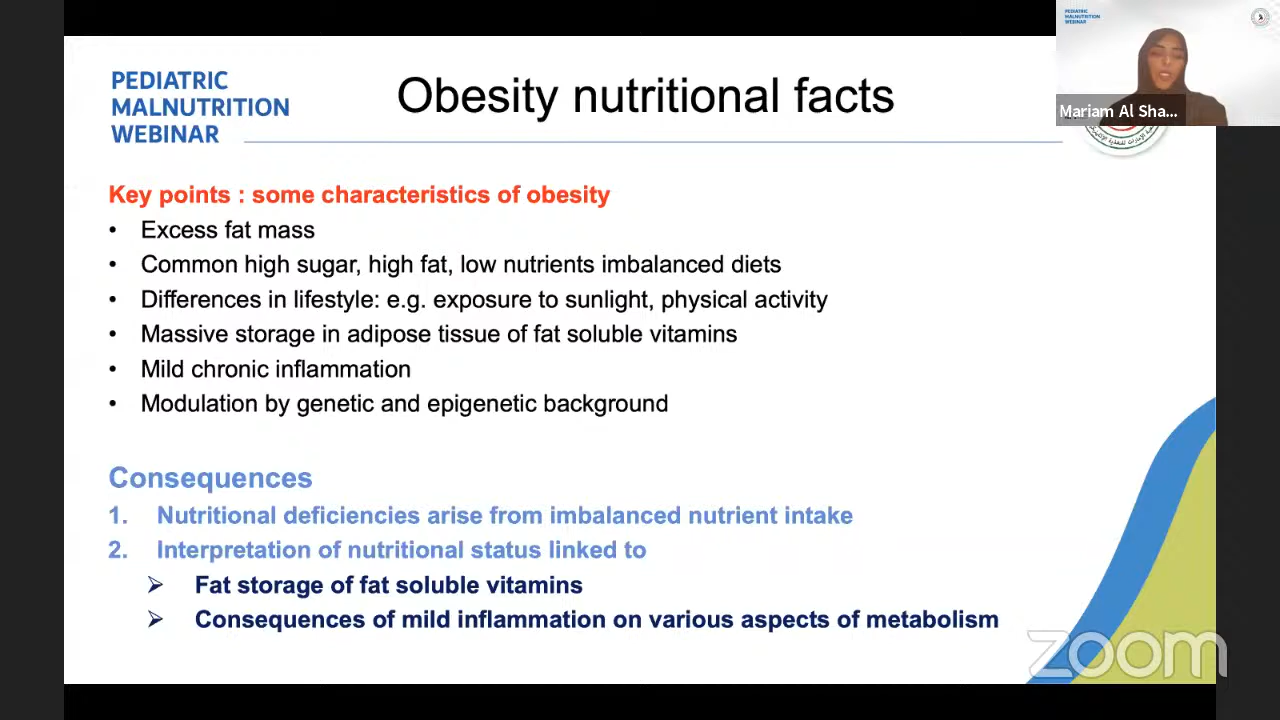 PEDIATRIC
MALNUTRITION
WEBINAR
Obesity nutritional facts
PEDIATRIC
MALNUTRITION
WEBINAR
Mariam Al Sha...
Key points : some characteristics of obesity
• Excess fat mass
• Common high sugar, high fat, low nutrients imbalanced diets
• Differences in lifestyle: e.g. exposure to sunlight, physical activity
• Massive storage in adipose tissue of fat soluble vitamins
• Mild chronic inflammation
• Modulation by genetic and epigenetic background
Consequences
1. Nutritional deficiencies arise from imbalanced nutrient intake
2. Interpretation of nutritional status linked to
➢ Fat storage of fat soluble vitamins
➢ Consequences of mild inflammation on various aspects of metabolism
zoom